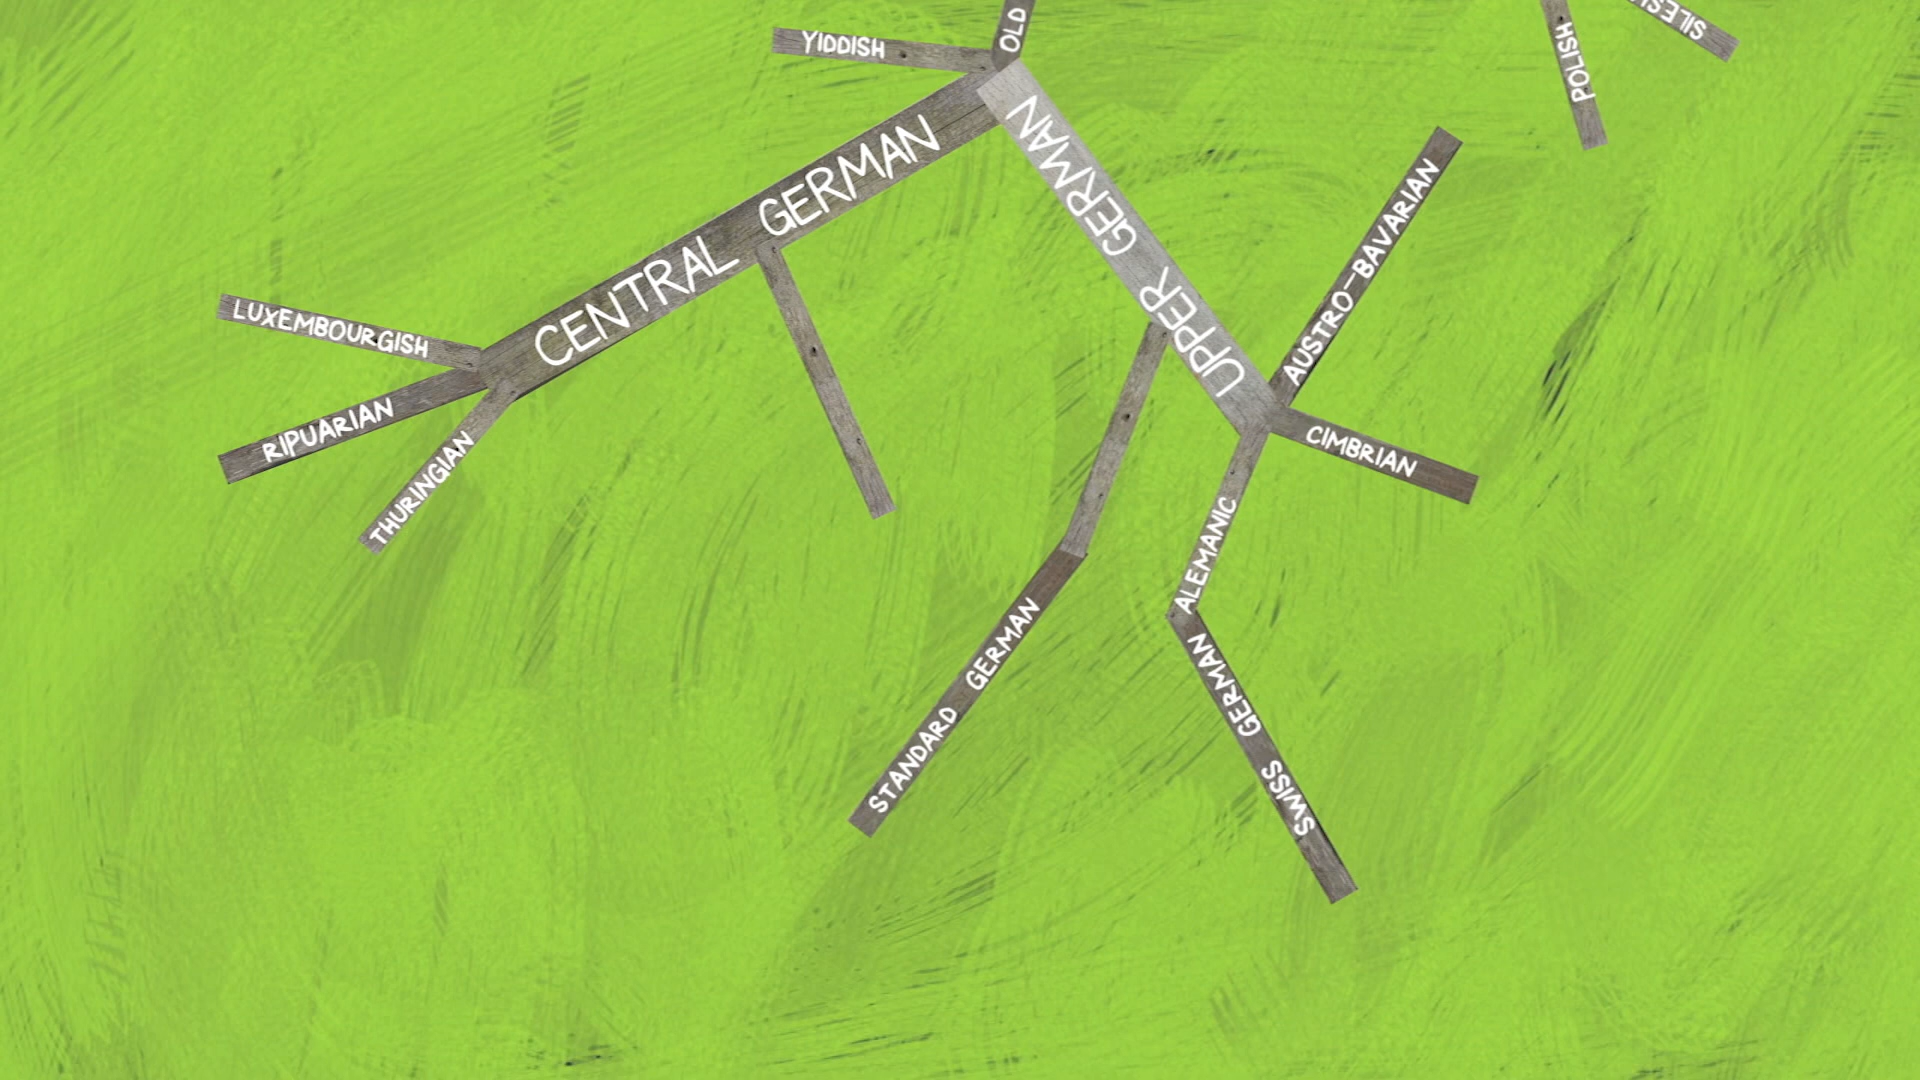 OLD
YIDDISH
POLISH
CENTRAL GERMAN
UPPER GERMAN
AUSTRO-BAVARIAN
LUXEMBOURGISH
RIPUARIAN
THURINGIAN
CIMBRIAN
ALEMANIC
STANDARD GERMAN
SWISS GERMAN